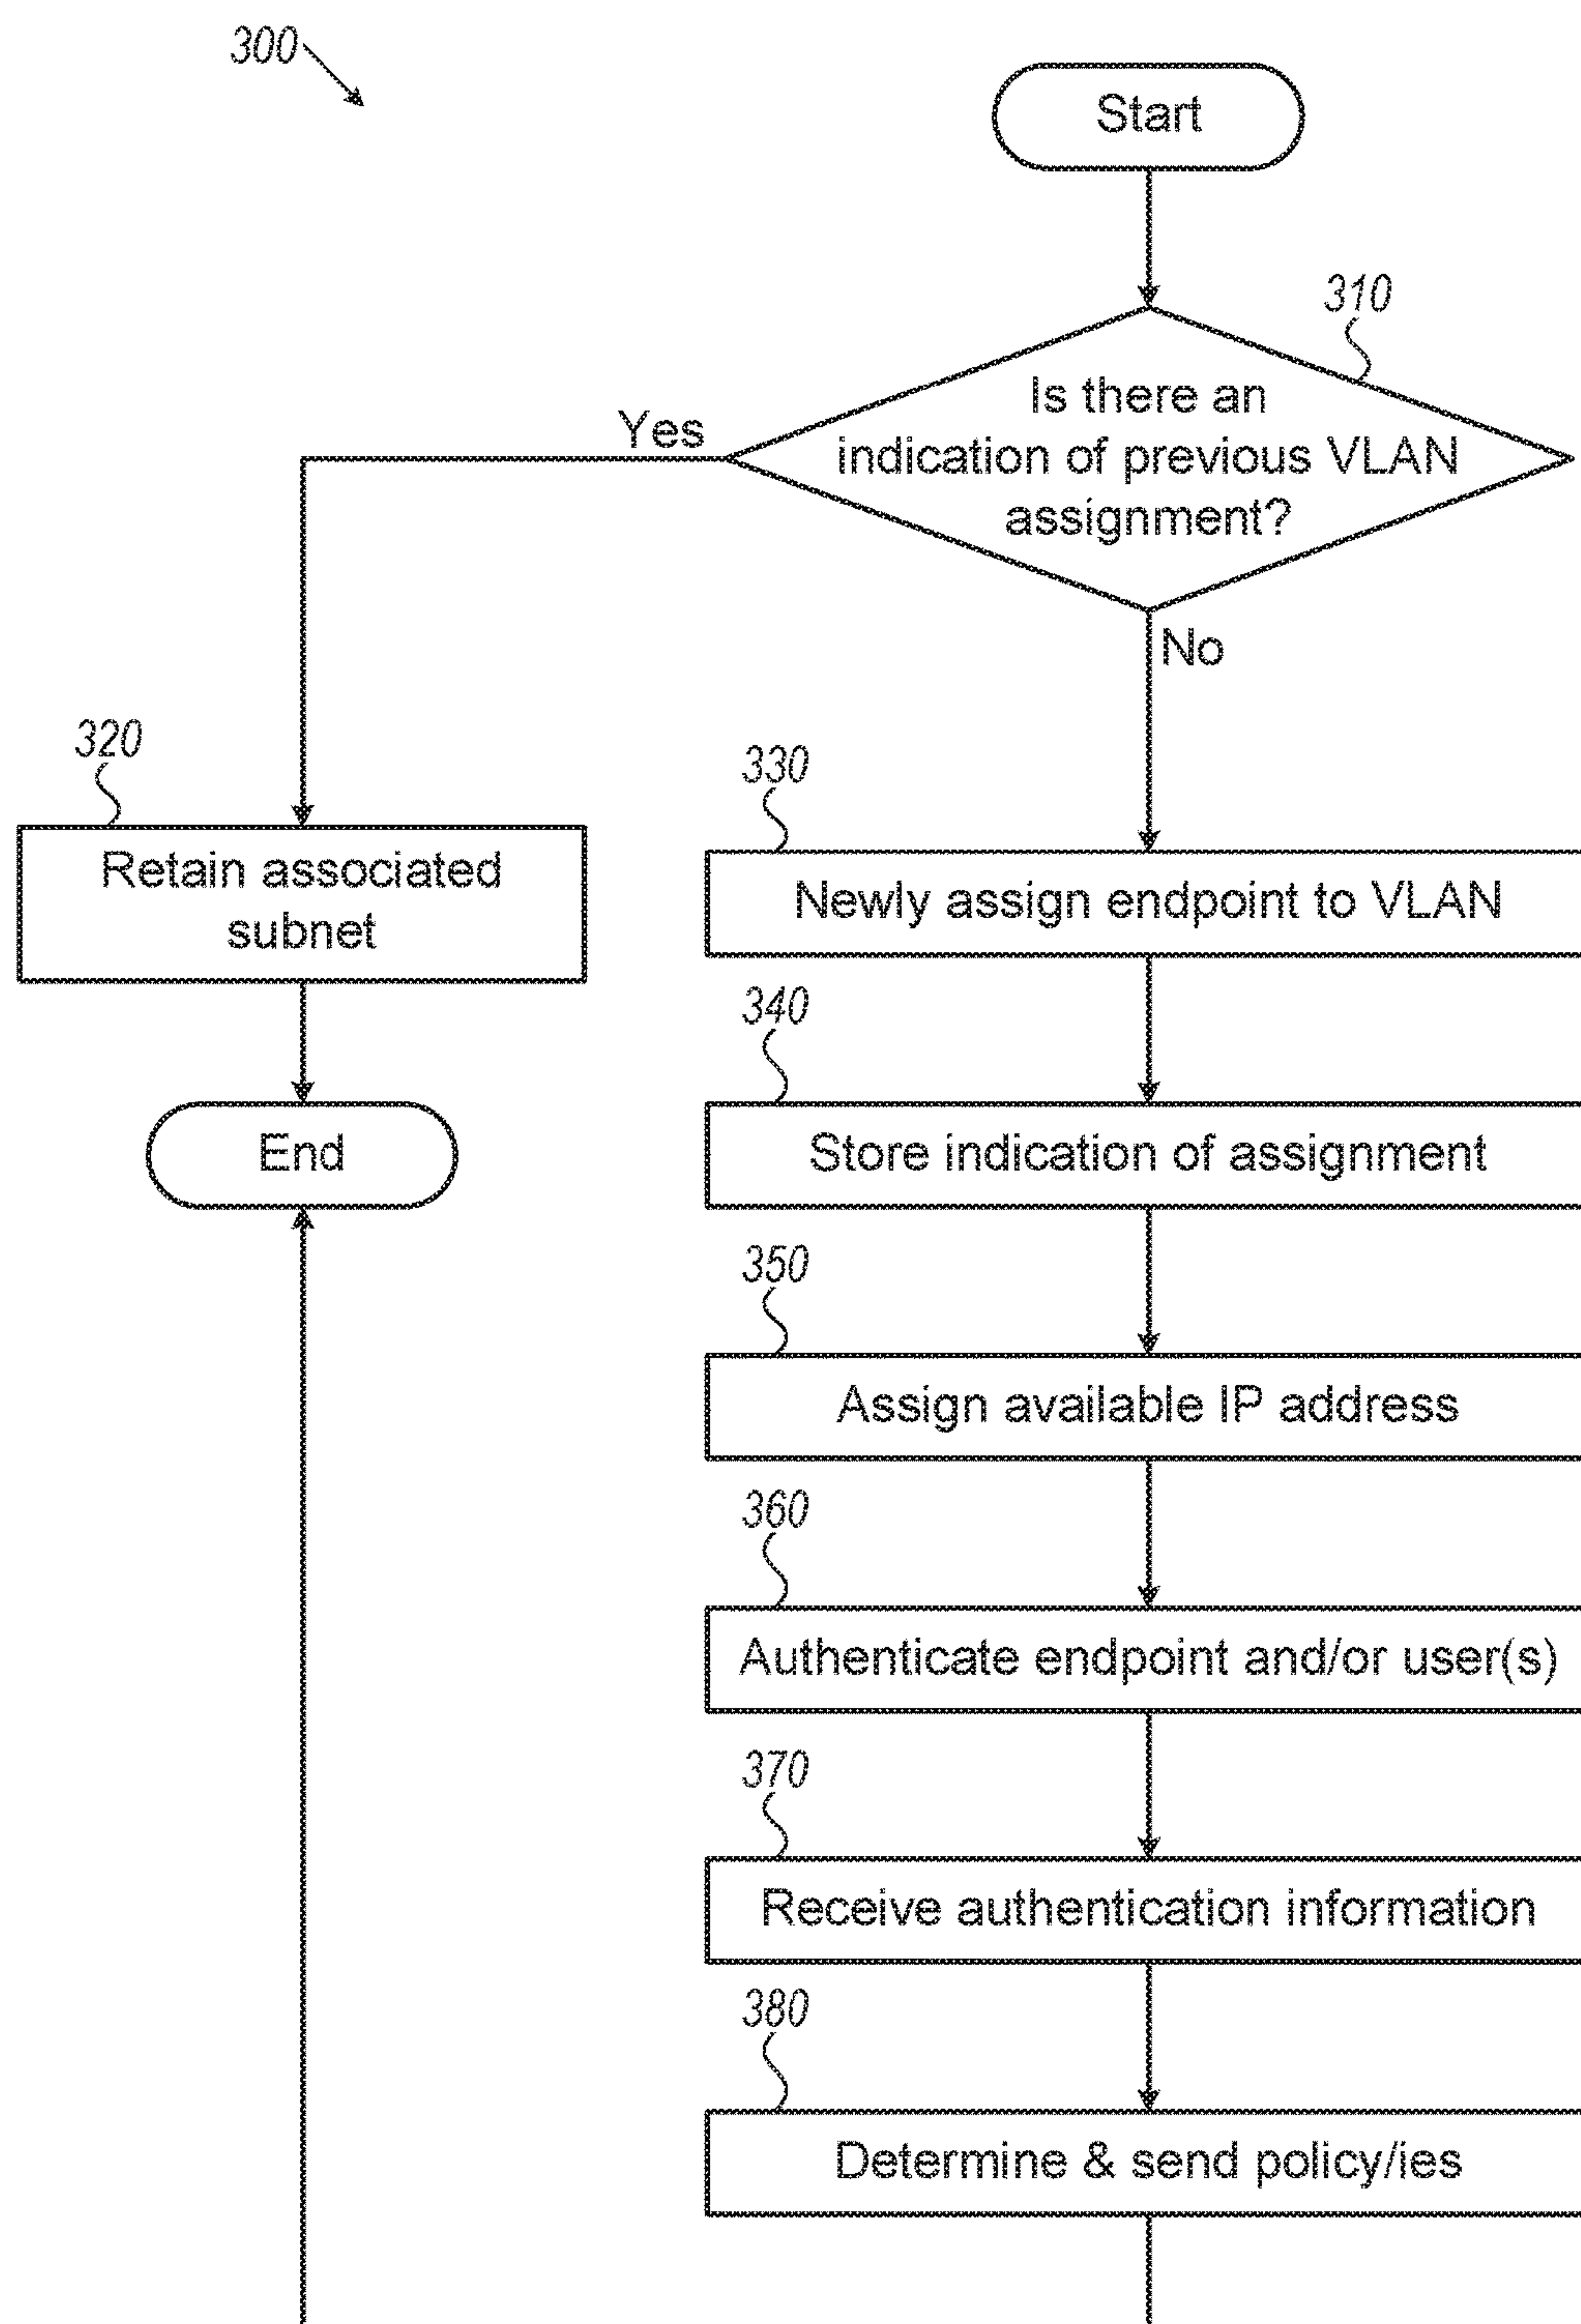 300
Start
310
Is there an
indication of previous VLAN
assignment?
Yes
No
320
Retain associated
subnet
End
330
Newly assign endpoint to VLAN
340
Store indication of assignment
350
Assign available IP address
360
Authenticate endpoint and/or user(s)
370
Receive authentication information
380
Determine & send policy/ies